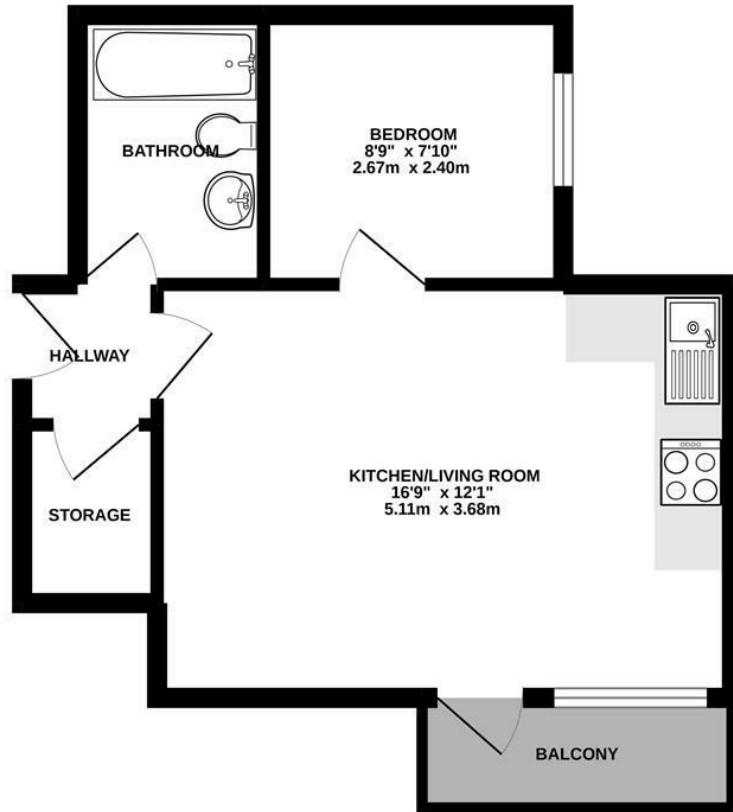 BATHROOM
BEDROOM
8'9" x 7'10"
2.67m x 2.40m
HALLWAY
KITCHEN/LIVING ROOM
16'9" x 12'1"
5.11m x 3.68m
STORAGE
BALCONY